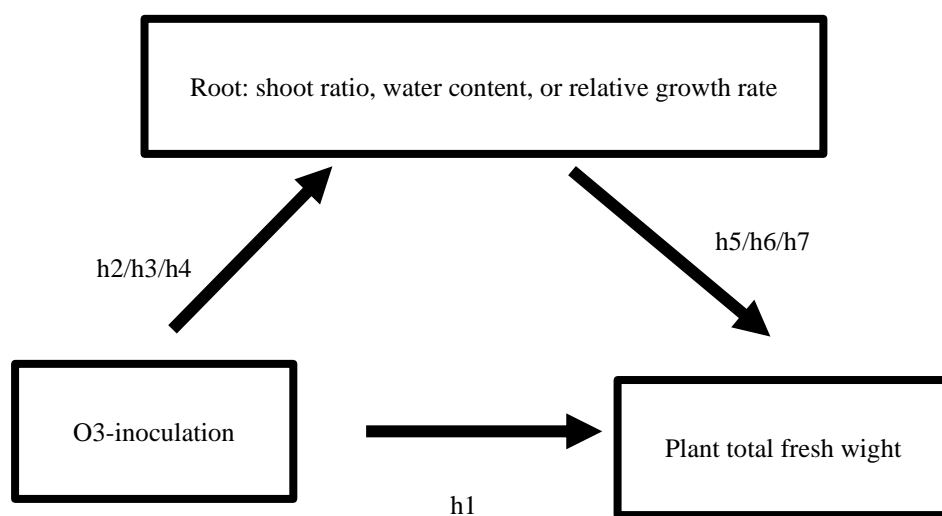 Root: shoot ratio, water content, or relative growth rate
h2/h3/h4
h5/h6/h7
O3-inoculation
Plant total fresh wight
h1